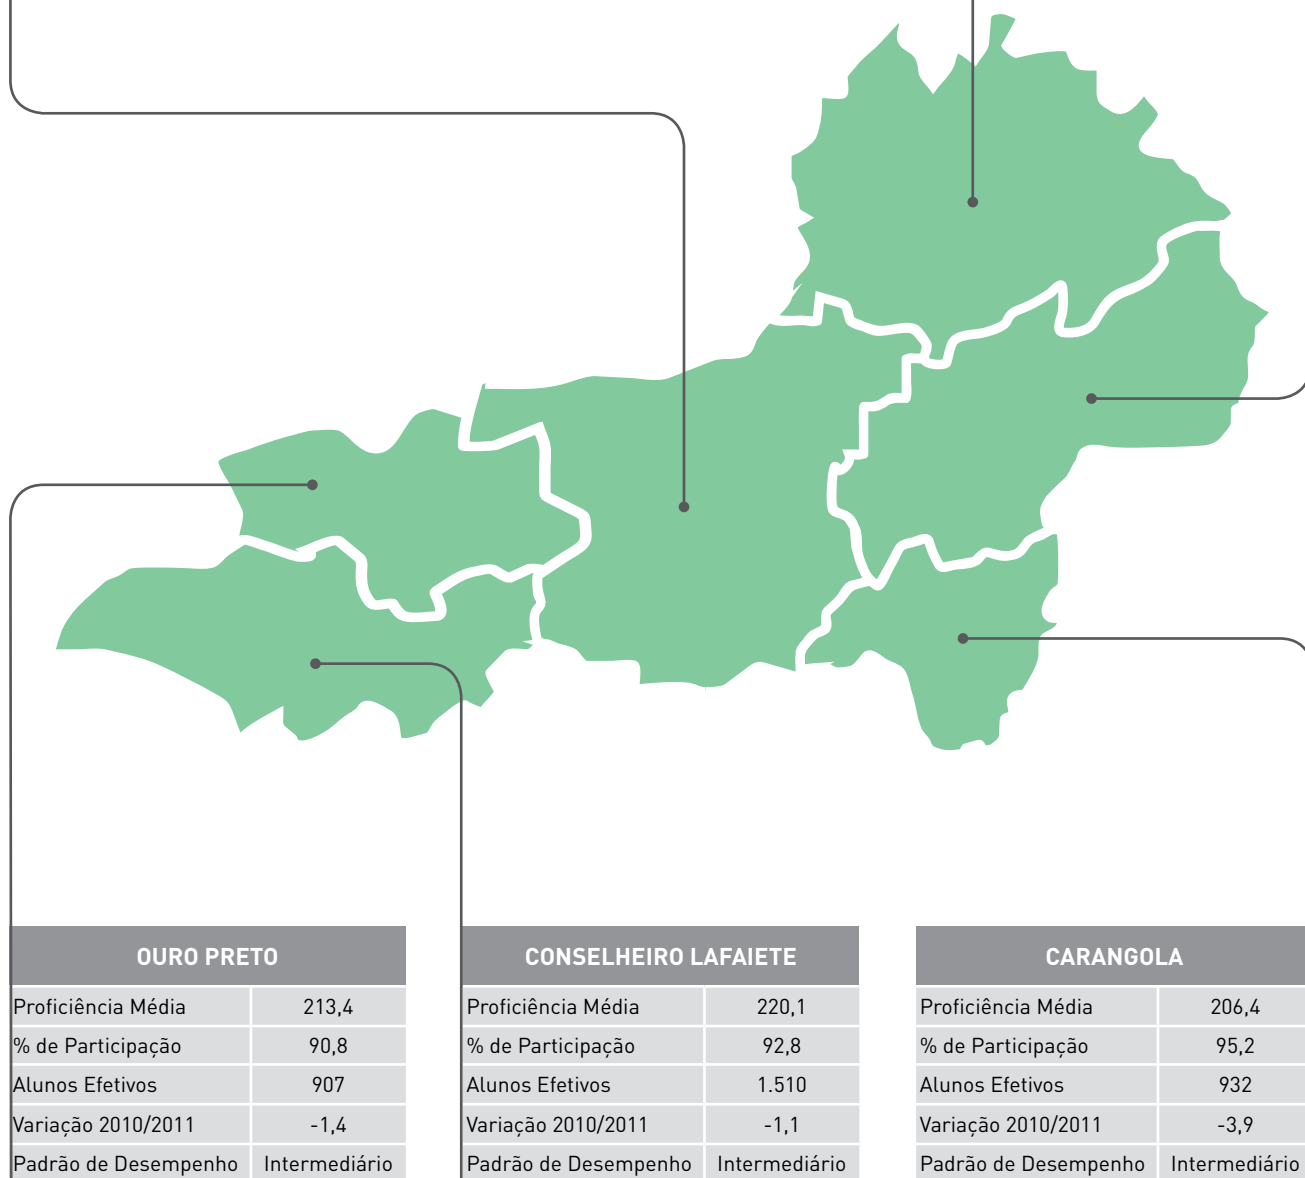 OURO PRETO
Proficiência Média 213,4
% de Participação 90,8
Alunos Efetivos 907
Variação 2010/2011 -1,4
Padrão de Desempenho Intermediário
CONSELHEIRO LAFAIETE
Proficiência Média 220,1
% de Participação 92,8
Alunos Efetivos 1.510
Variação 2010/2011 -1,1
Padrão de Desempenho Intermediário
CARANGOLA
Proficiência Média 206,4
% de Participação 95,2
Alunos Efetivos 932
Variação 2010/2011 -3,9
Padrão de Desempenho Intermediário